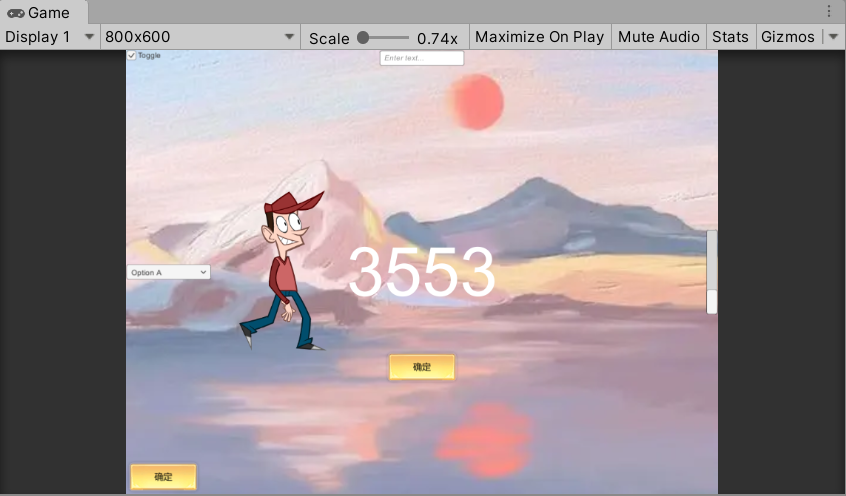 Game
Display 1 800x600 Scale 0.74x Maximize On Play Mute Audio Stats Gizmos
Toggle
Enter text...
3553
Option A
确定
确定